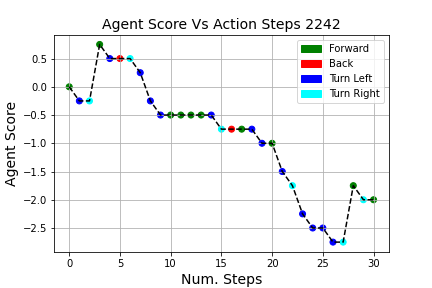 Agent Score Vs Action Steps 2242
Forward
Back
Turn Left
Turn Right
Agent Score
0.5
0.0
−0.5
−1.0
−1.5
−2.0
−2.5
0 5 10 15 20 25 30
Num. Steps